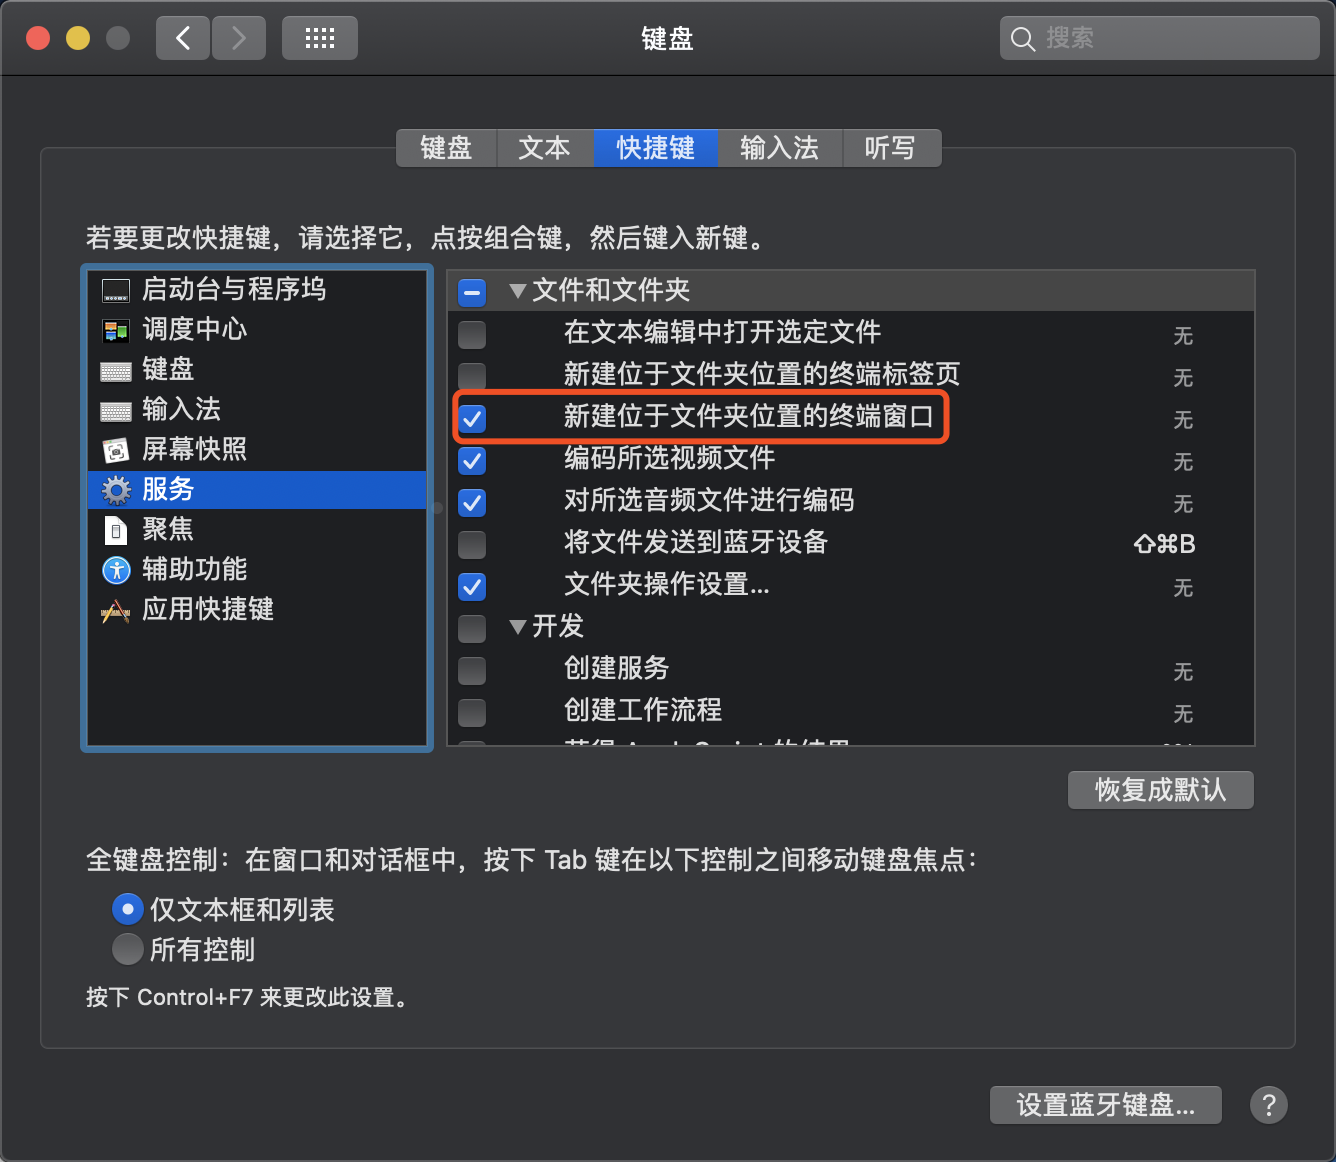 键盘
搜索
键盘 文本 快捷键 输入法 听写
若要更改快捷键，请选择它，点按组合键，然后键入新键。
启动台与程序坞
调度中心
键盘
输入法
屏幕快照
服务
聚焦
辅助功能
应用快捷键
文件和文件夹
在文本编辑中打开选定文件 无
新建位于文件夹位置的终端标签页 无
新建位于文件夹位置的终端窗口 无
编码所选视频文件 无
对所选音频文件进行编码 无
将文件发送到蓝牙设备 ⇧⌘B
文件夹操作设置... 无
开发
创建服务 无
创建工作流程 无
恢复成默认
全键盘控制：在窗口和对话框中，按下 Tab 键在以下控制之间移动键盘焦点：
仅文本框和列表
所有控制
按下 Control+F7 来更改此设置。
设置蓝牙键盘...
?